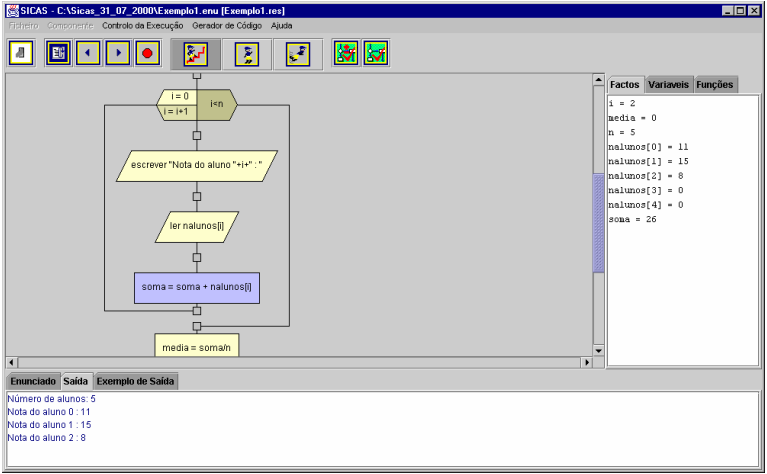 SICAS - C:\Sicas_31_07_2000\Exemplo1.enu [Exemplo1.res]
Ficheiro Componente Controlo da Execução Gerador de Código Ajuda
i = 0
i = i+1
i<n
escrever "Nota do aluno "+i+" : "
ler nalunos[i]
soma = soma + nalunos[i]
media = soma/n
Factos Variaveis Funções
i = 2
media = 0
n = 5
nalunos[0] = 11
nalunos[1] = 15
nalunos[2] = 8
nalunos[3] = 0
nalunos[4] = 0
soma = 26
Enunciado Saída Exemplo de Saída
Número de alunos: 5
Nota do aluno 0 : 11
Nota do aluno 1 : 15
Nota do aluno 2 : 8